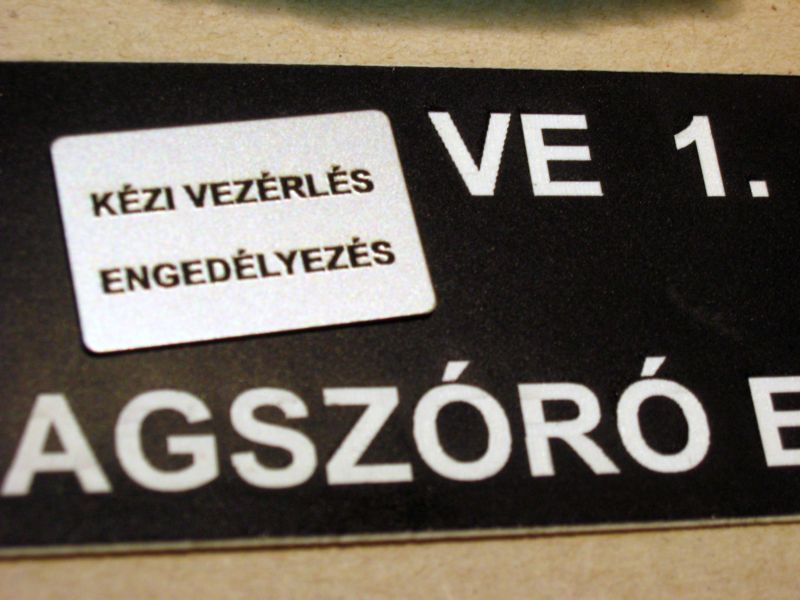 VE 1.
KÉZI VEZÉRLÉS
ENGEDÉLYEZÉS
AGSZÓRÓ E